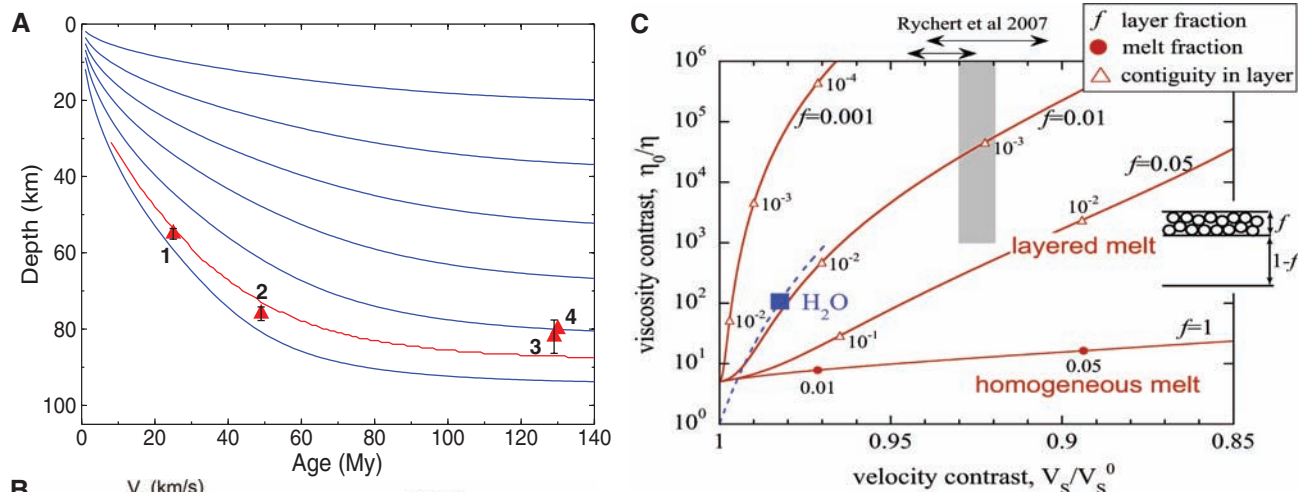 A
0
20
40
60
80
100
Depth (km)
0
20
40
60
80
100
120
140
Age (My)
1
2
3
4
B
V (km/s)
C
Rychert et al 2007
f layer fraction
melt fraction
contiguity in layer
10^6
10^5
10^4
10^3
10^2
10^1
10^0
viscosity contrast, η₀/η
10^-4
f=0.001
f=0.01
10^-3
10^-3
f=0.05
10^-2
layered melt
10^-2
H₂O
10^-2
10^-1
f=1
0.01
0.05
homogeneous melt
f
1-f
1
0.95
0.9
0.85
velocity contrast, V_S/V_S^0